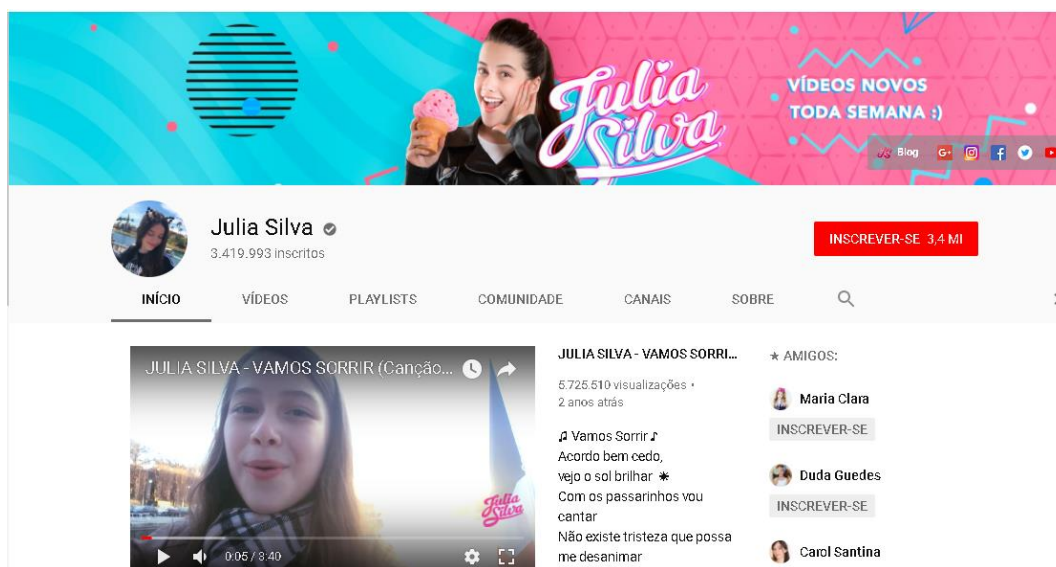 Julia
Silva
VÍDEOS NOVOS
TODA SEMANA :)
JS Blog G+
Julia Silva
3.419.993 inscritos
INSCREVER-SE 3,4 MI
INÍCIO VÍDEOS PLAYLISTS COMUNIDADE CANAIS SOBRE
JULIA SILVA - VAMOS SORRIR (Canção...
Julia
Silva
0:05 / 3:40
JULIA SILVA - VAMOS SORRI...
5.725.510 visualizações •
2 anos atrás
♫ Vamos Sorrir ♪
Acordo bem cedo,
vejo o sol brilhar ☀
Com os passarinhos vou
cantar
Não existe tristeza que possa
me desanimar
★ AMIGOS:
Maria Clara
INSCREVER-SE
Duda Guedes
INSCREVER-SE
Carol Santina